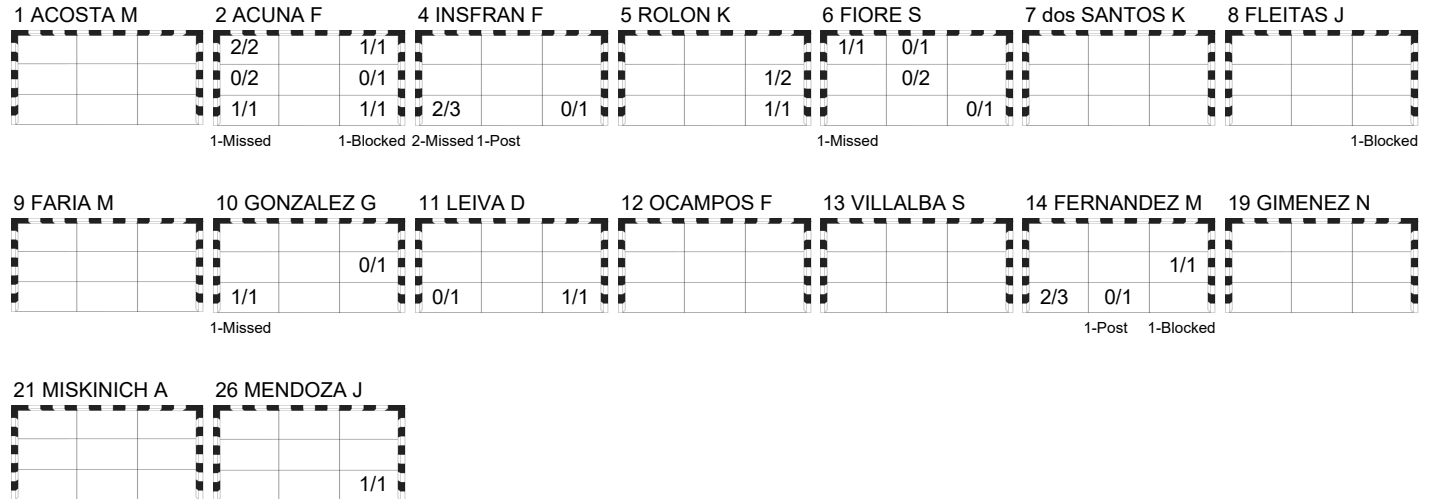 1 ACOSTA M 2 ACUNA F 4 INSFRAN F 5 ROLON K 6 FIORE S 7 dos SANTOS K 8 FLEITAS J
2/2 1/1 1/1 0/1
0/2 0/1 1/2 0/2
1/1 1/1 2/3 0/1 1/1 0/1
1-Missed 1-Blocked 2-Missed 1-Post 1-Missed 1-Blocked
9 FARIA M 10 GONZALEZ G 11 LEIVA D 12 OCAMPOS F 13 VILLALBA S 14 FERNANDEZ M 19 GIMENEZ N
0/1 1/1
1/1 0/1 1/1 2/3 0/1
1-Missed 1-Post 1-Blocked
21 MISKINICH A 26 MENDOZA J
1/1